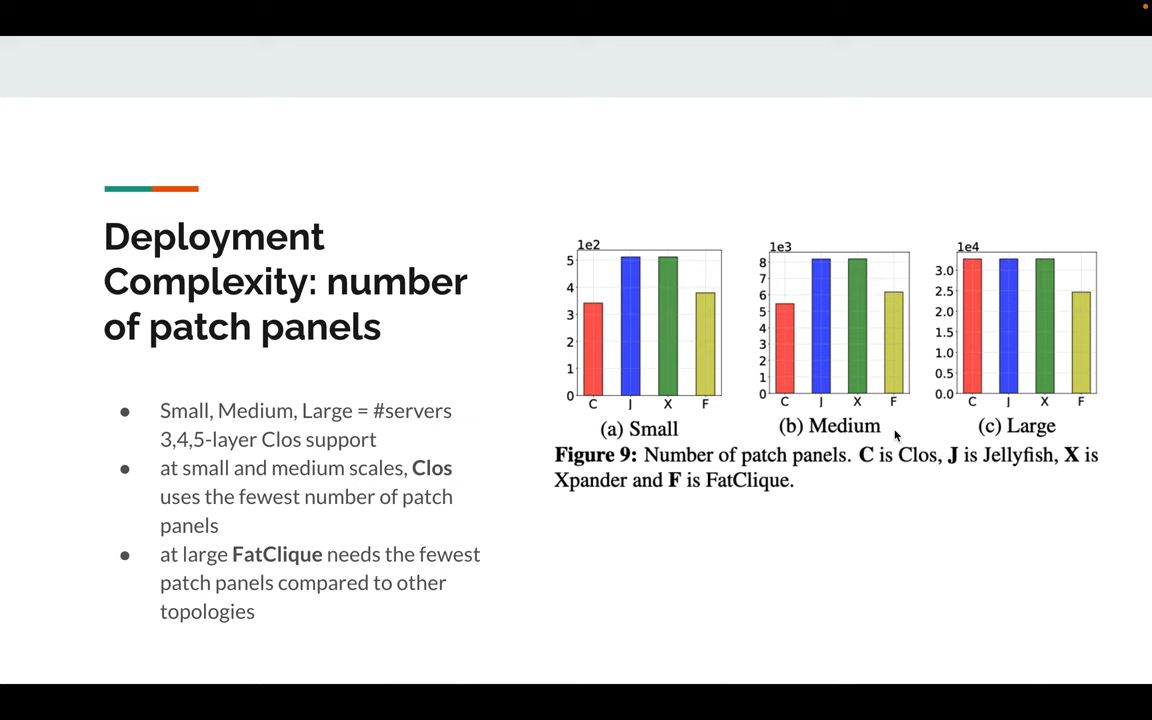 Deployment
Complexity: number
of patch panels
● Small, Medium, Large = #servers
3,4,5-layer Clos support
● at small and medium scales, Clos
uses the fewest number of patch
panels
● at large FatClique needs the fewest
patch panels compared to other
topologies
1e2
5
4
3
2
1
0
C J X F
(a) Small
1e3
8
7
6
5
4
3
2
1
0
C J X F
(b) Medium
1e4
3.0
2.5
2.0
1.5
1.0
0.5
0.0
C J X F
(c) Large
Figure 9: Number of patch panels. C is Clos, J is Jellyfish, X is
Xpander and F is FatClique.